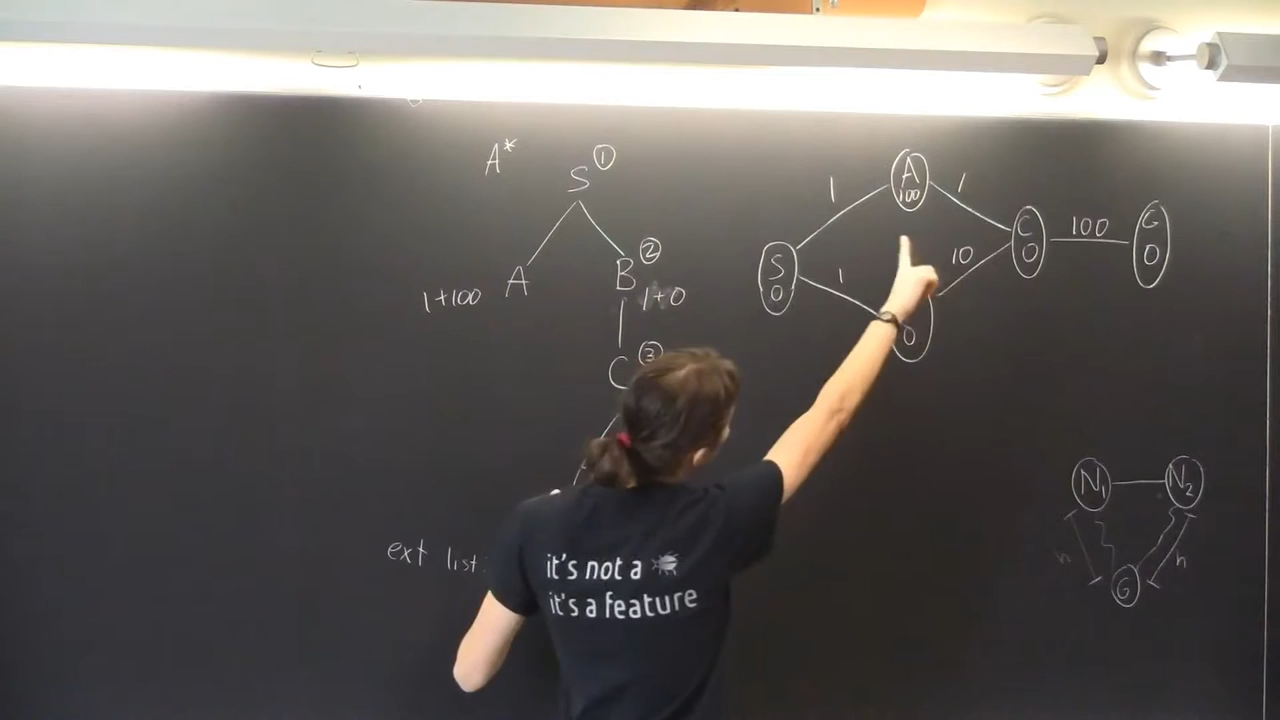 A*
S ①
A B ②
1+100 1+0
C ③
ext list:
A
100
1 1
S
0
1 10
0
C
0
100
G
0
N₁ N₂
h h
G
it's not a
it's a feature